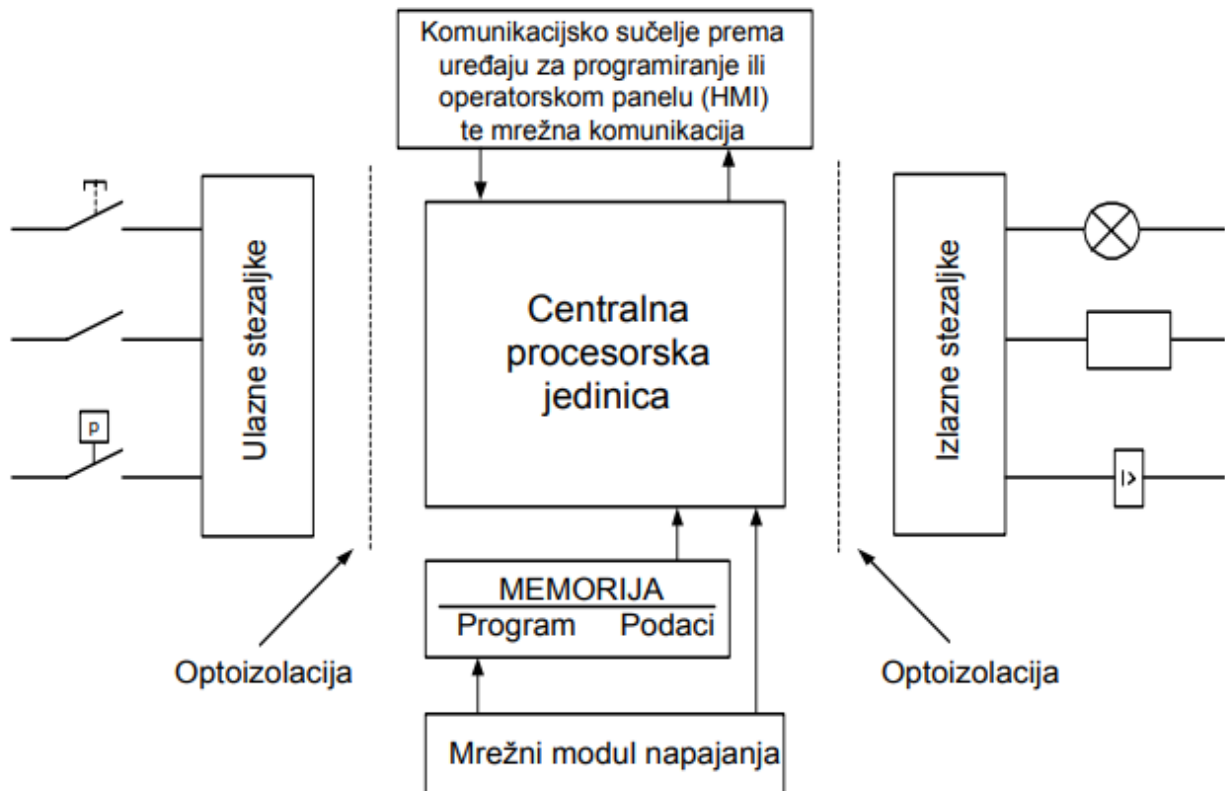 Komunikacijsko sučelje prema
uređaju za programiranje ili
operatorskom panelu (HMI)
te mrežna komunikacija
Ulazne stezaljke
p
Centralna
procesorska
jedinica
Izlazne stezaljke
I>
MEMORIJA
Program Podaci
Optoizolacija
Optoizolacija
Mrežni modul napajanja